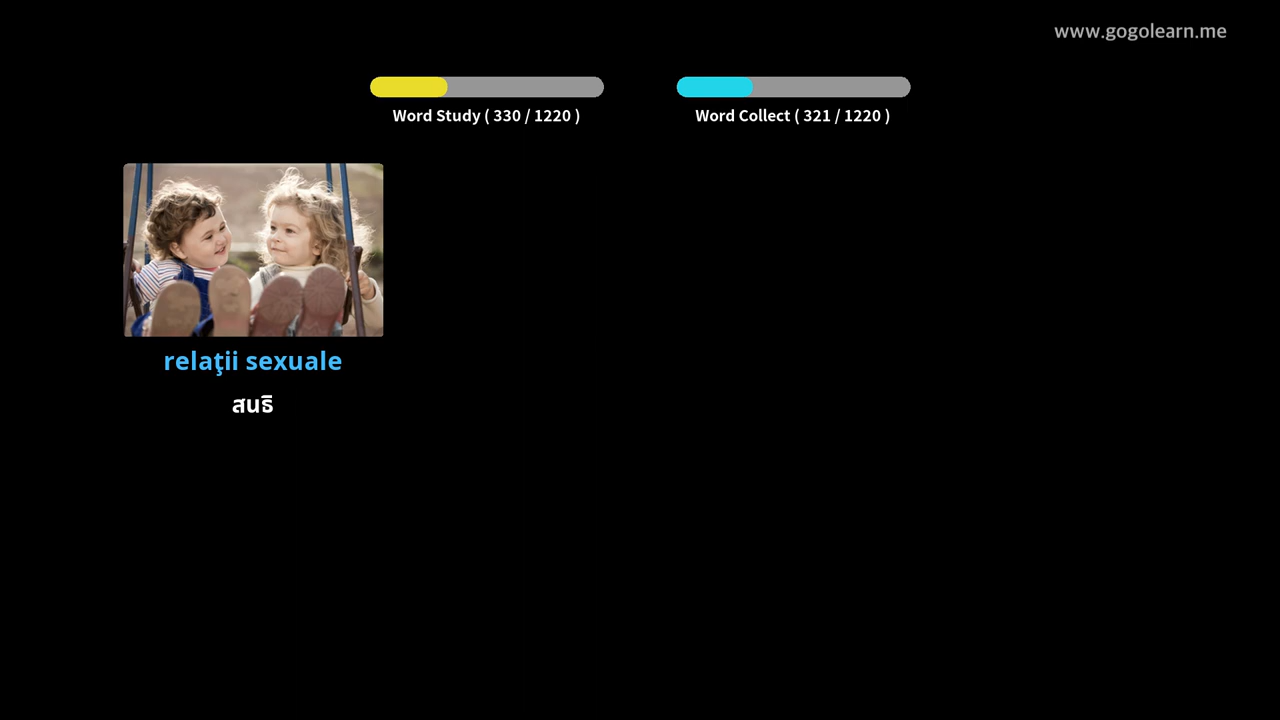 www.gogolearn.me
Word Study ( 330 / 1220 )
Word Collect ( 321 / 1220 )
relaţii sexuale
สนธิ